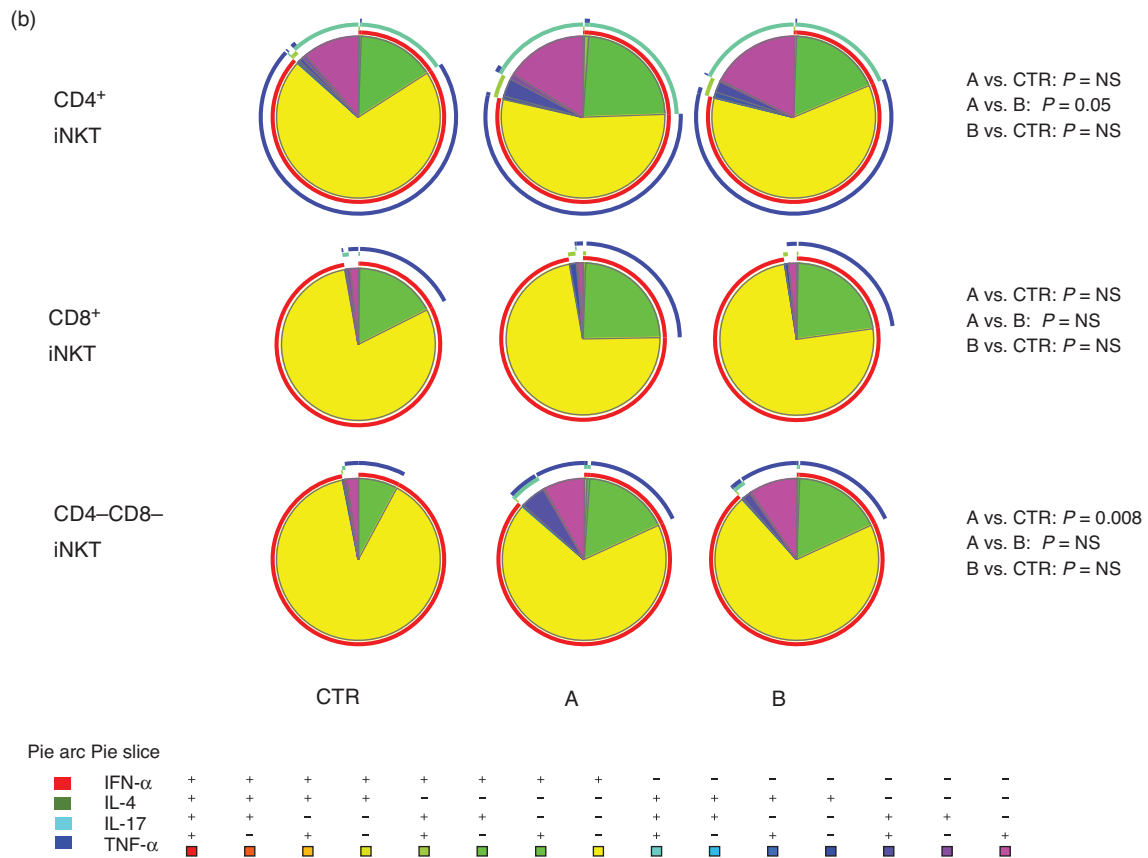 (b)
CD4+
iNKT
A vs. CTR: P = NS
A vs. B: P = 0.05
B vs. CTR: P = NS
CD8+
iNKT
A vs. CTR: P = NS
A vs. B: P = NS
B vs. CTR: P = NS
CD4–CD8–
iNKT
A vs. CTR: P = 0.008
A vs. B: P = NS
B vs. CTR: P = NS
CTR A B
Pie arc Pie slice
IFN-α + + + + + + + + – – – – – – –
IL-4 + + + + – – – – + + + + – – –
IL-17 + + – – + + – – + + – – + + –
TNF-α + – + – + – + – + – + – + – +